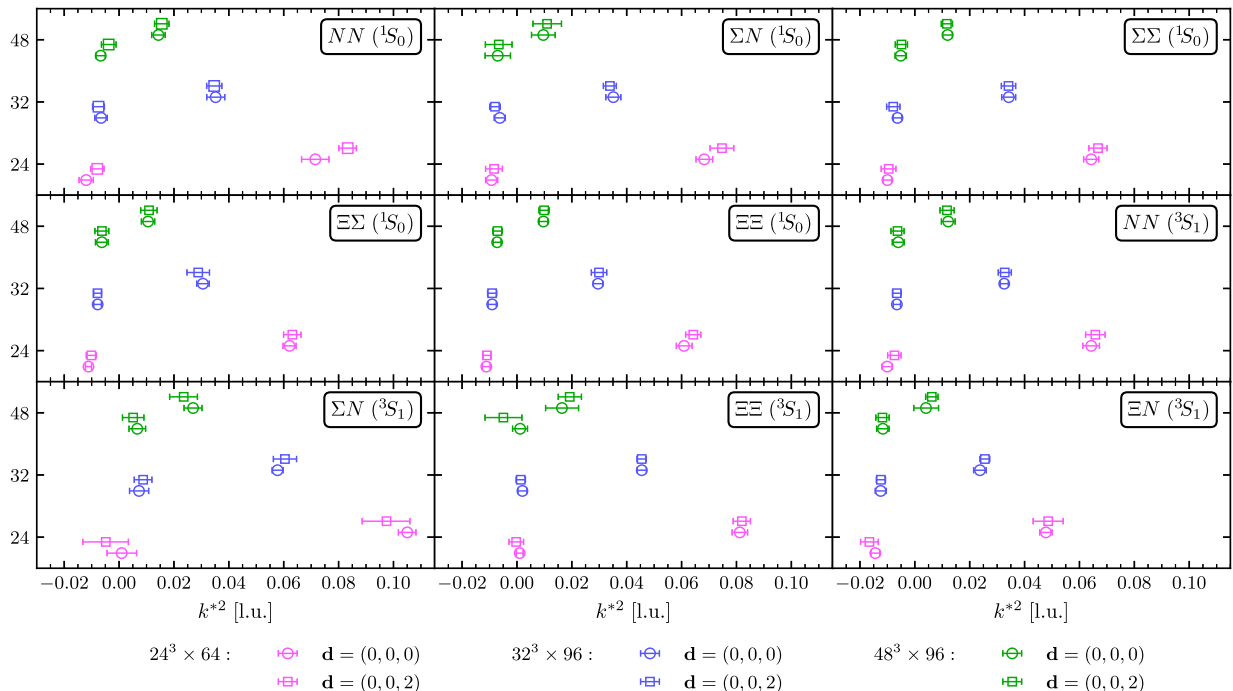 48 NN (¹S₀) ΣN (¹S₀) ΣΣ (¹S₀)
32
24
48 ΞΣ (¹S₀) ΞΞ (¹S₀) NN (³S₁)
32
24
48 ΣN (³S₁) ΞΞ (³S₁) ΞN (³S₁)
32
24
−0.02 0.00 0.02 0.04 0.06 0.08 0.10 −0.02 0.00 0.02 0.04 0.06 0.08 0.10 −0.02 0.00 0.02 0.04 0.06 0.08 0.10
k*² [l.u.] k*² [l.u.] k*² [l.u.]
24³ × 64 : d = (0, 0, 0) 32³ × 96 : d = (0, 0, 0) 48³ × 96 : d = (0, 0, 0)
d = (0, 0, 2) d = (0, 0, 2) d = (0, 0, 2)